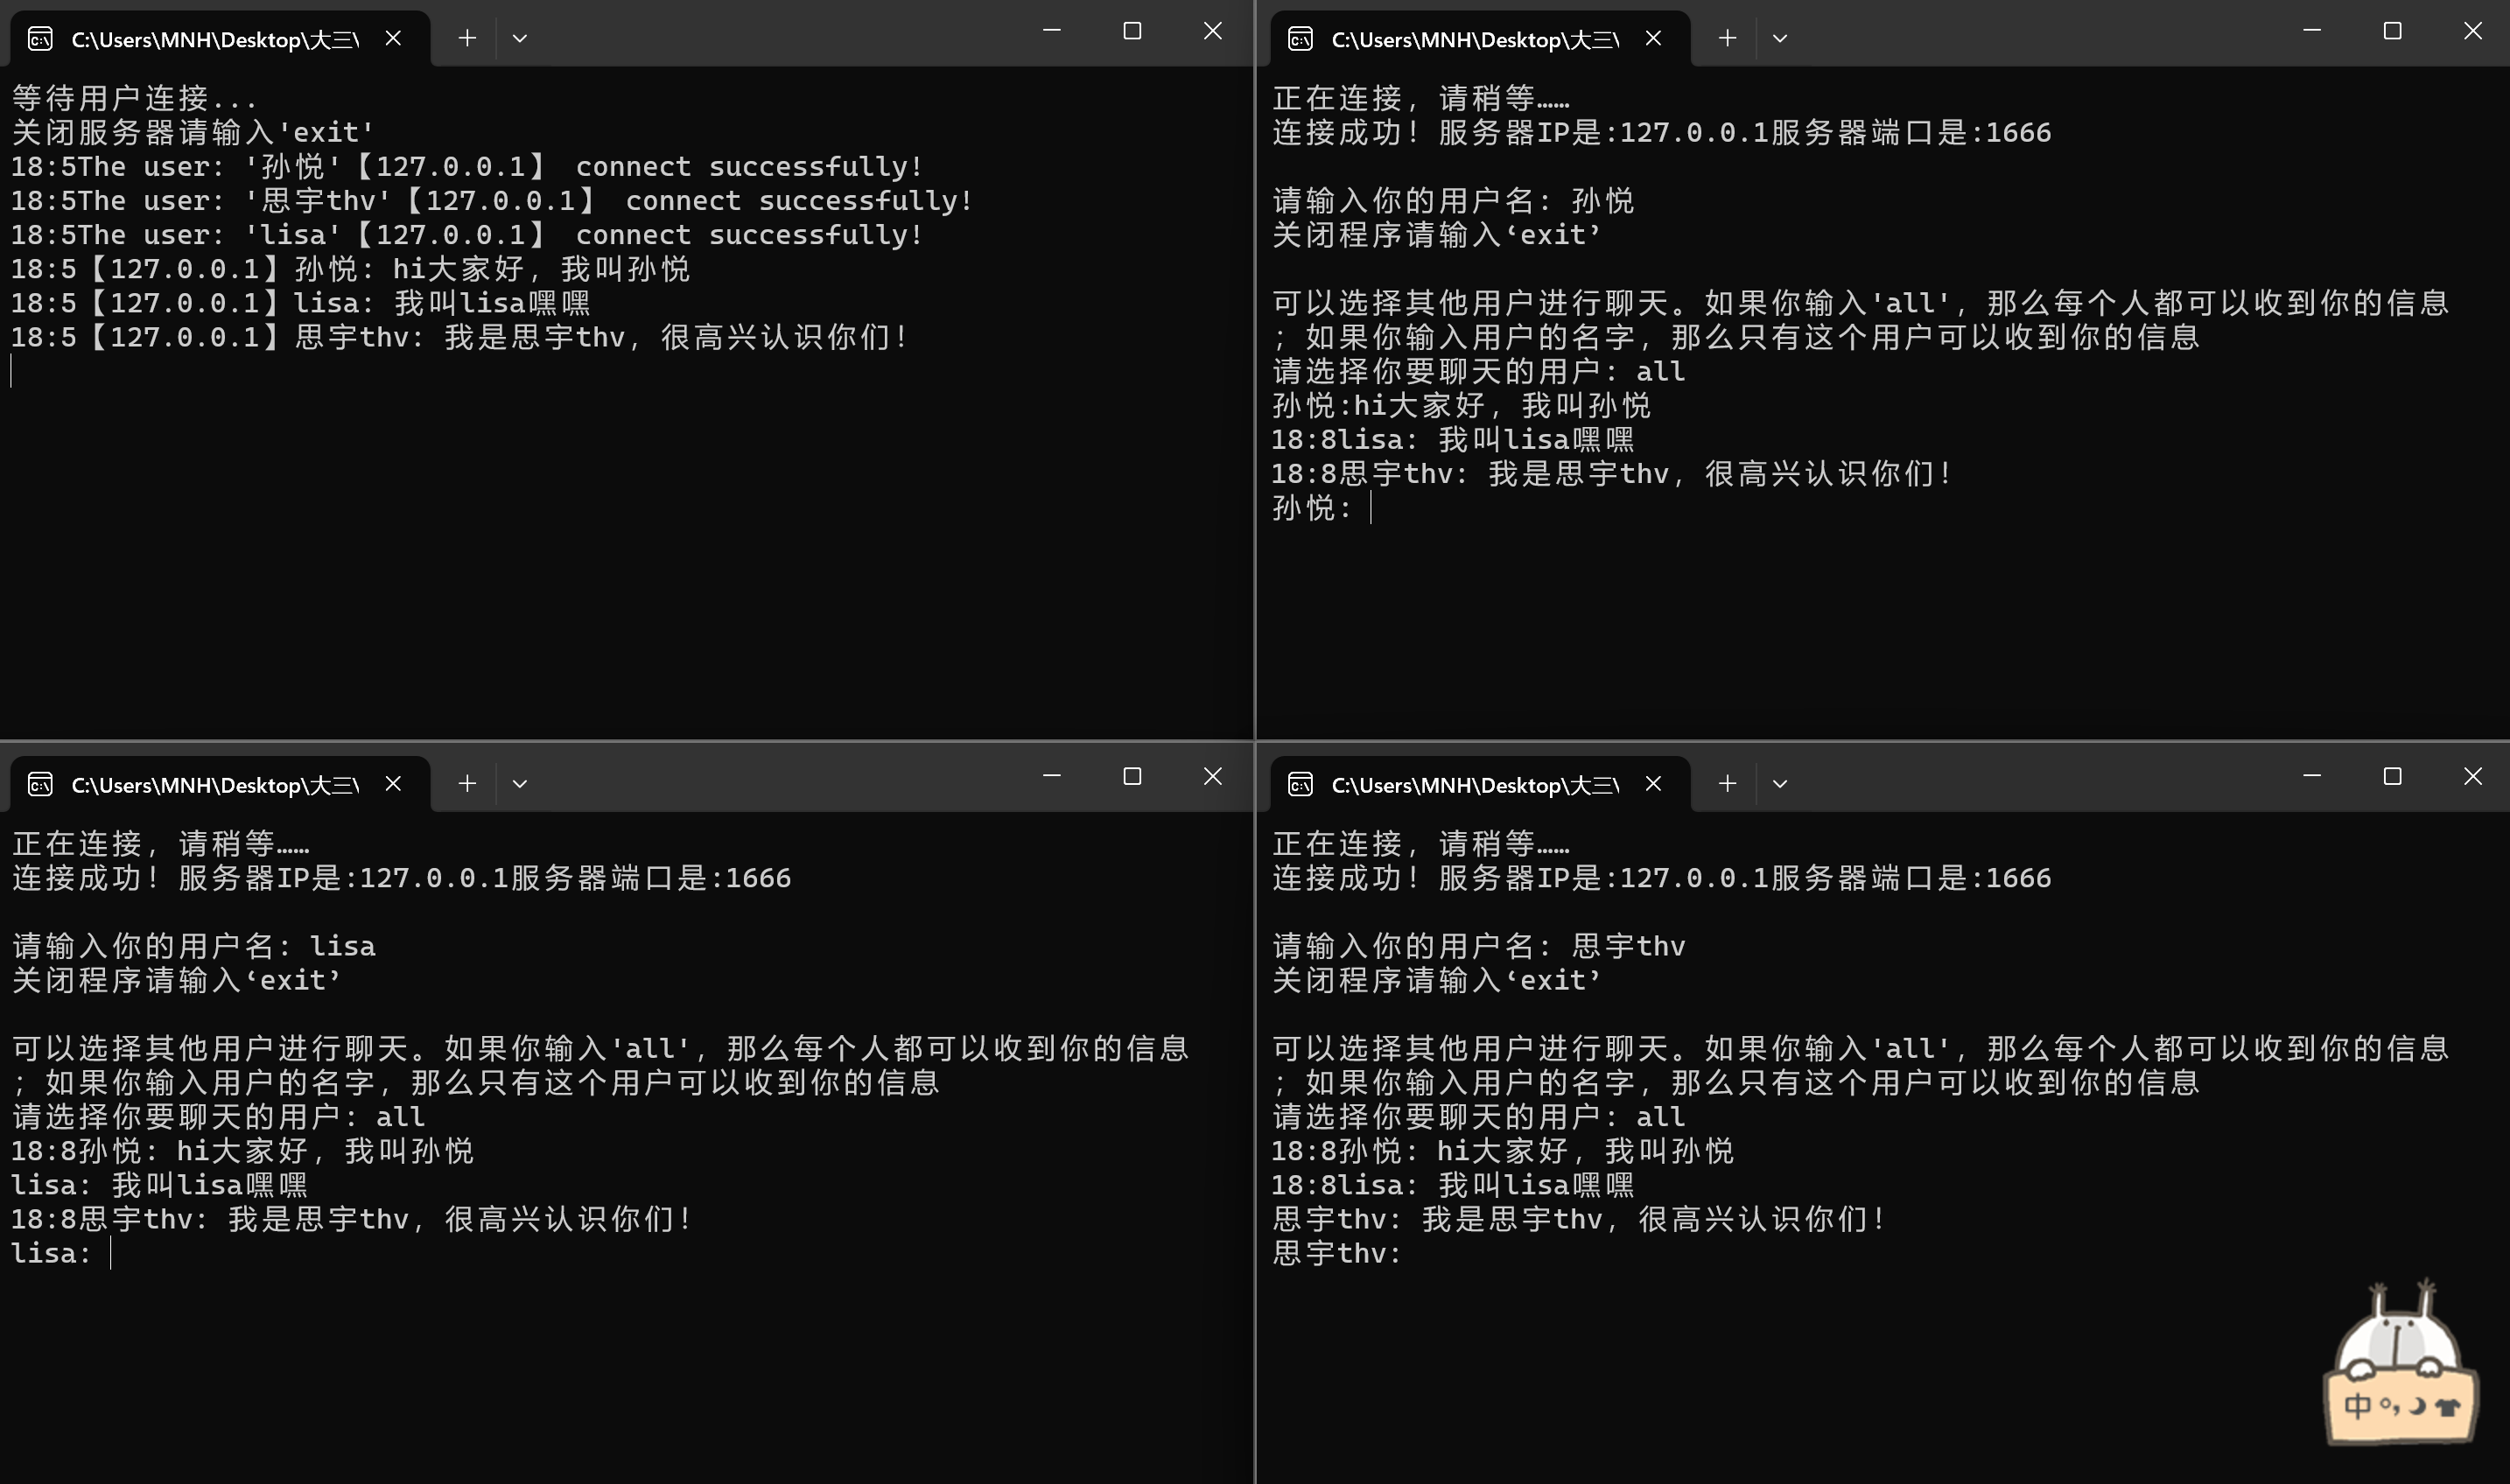 C:\Users\MNH\Desktop\大三\
等待用户连接...
关闭服务器请输入'exit'
18:5The user: '孙悦'【127.0.0.1】 connect successfully!
18:5The user: '思宇thv'【127.0.0.1】 connect successfully!
18:5The user: 'lisa'【127.0.0.1】 connect successfully!
18:5【127.0.0.1】孙悦: hi大家好，我叫孙悦
18:5【127.0.0.1】lisa: 我叫lisa嘿嘿
18:5【127.0.0.1】思宇thv: 我是思宇thv，很高兴认识你们！
C:\Users\MNH\Desktop\大三\
正在连接，请稍等……
连接成功！服务器IP是:127.0.0.1服务器端口是:1666
请输入你的用户名：孙悦
关闭程序请输入‘exit’
可以选择其他用户进行聊天。如果你输入'all'，那么每个人都可以收到你的信息
；如果你输入用户的名字，那么只有这个用户可以收到你的信息
请选择你要聊天的用户：all
孙悦:hi大家好，我叫孙悦
18:8lisa: 我叫lisa嘿嘿
18:8思宇thv: 我是思宇thv，很高兴认识你们！
孙悦:
C:\Users\MNH\Desktop\大三\
正在连接，请稍等……
连接成功！服务器IP是:127.0.0.1服务器端口是:1666
请输入你的用户名：lisa
关闭程序请输入‘exit’
可以选择其他用户进行聊天。如果你输入'all'，那么每个人都可以收到你的信息
；如果你输入用户的名字，那么只有这个用户可以收到你的信息
请选择你要聊天的用户：all
18:8孙悦: hi大家好，我叫孙悦
lisa: 我叫lisa嘿嘿
18:8思宇thv: 我是思宇thv，很高兴认识你们！
lisa:
C:\Users\MNH\Desktop\大三\
正在连接，请稍等……
连接成功！服务器IP是:127.0.0.1服务器端口是:1666
请输入你的用户名：思宇thv
关闭程序请输入‘exit’
可以选择其他用户进行聊天。如果你输入'all'，那么每个人都可以收到你的信息
；如果你输入用户的名字，那么只有这个用户可以收到你的信息
请选择你要聊天的用户：all
18:8孙悦: hi大家好，我叫孙悦
18:8lisa: 我叫lisa嘿嘿
思宇thv: 我是思宇thv，很高兴认识你们！
思宇thv:
中